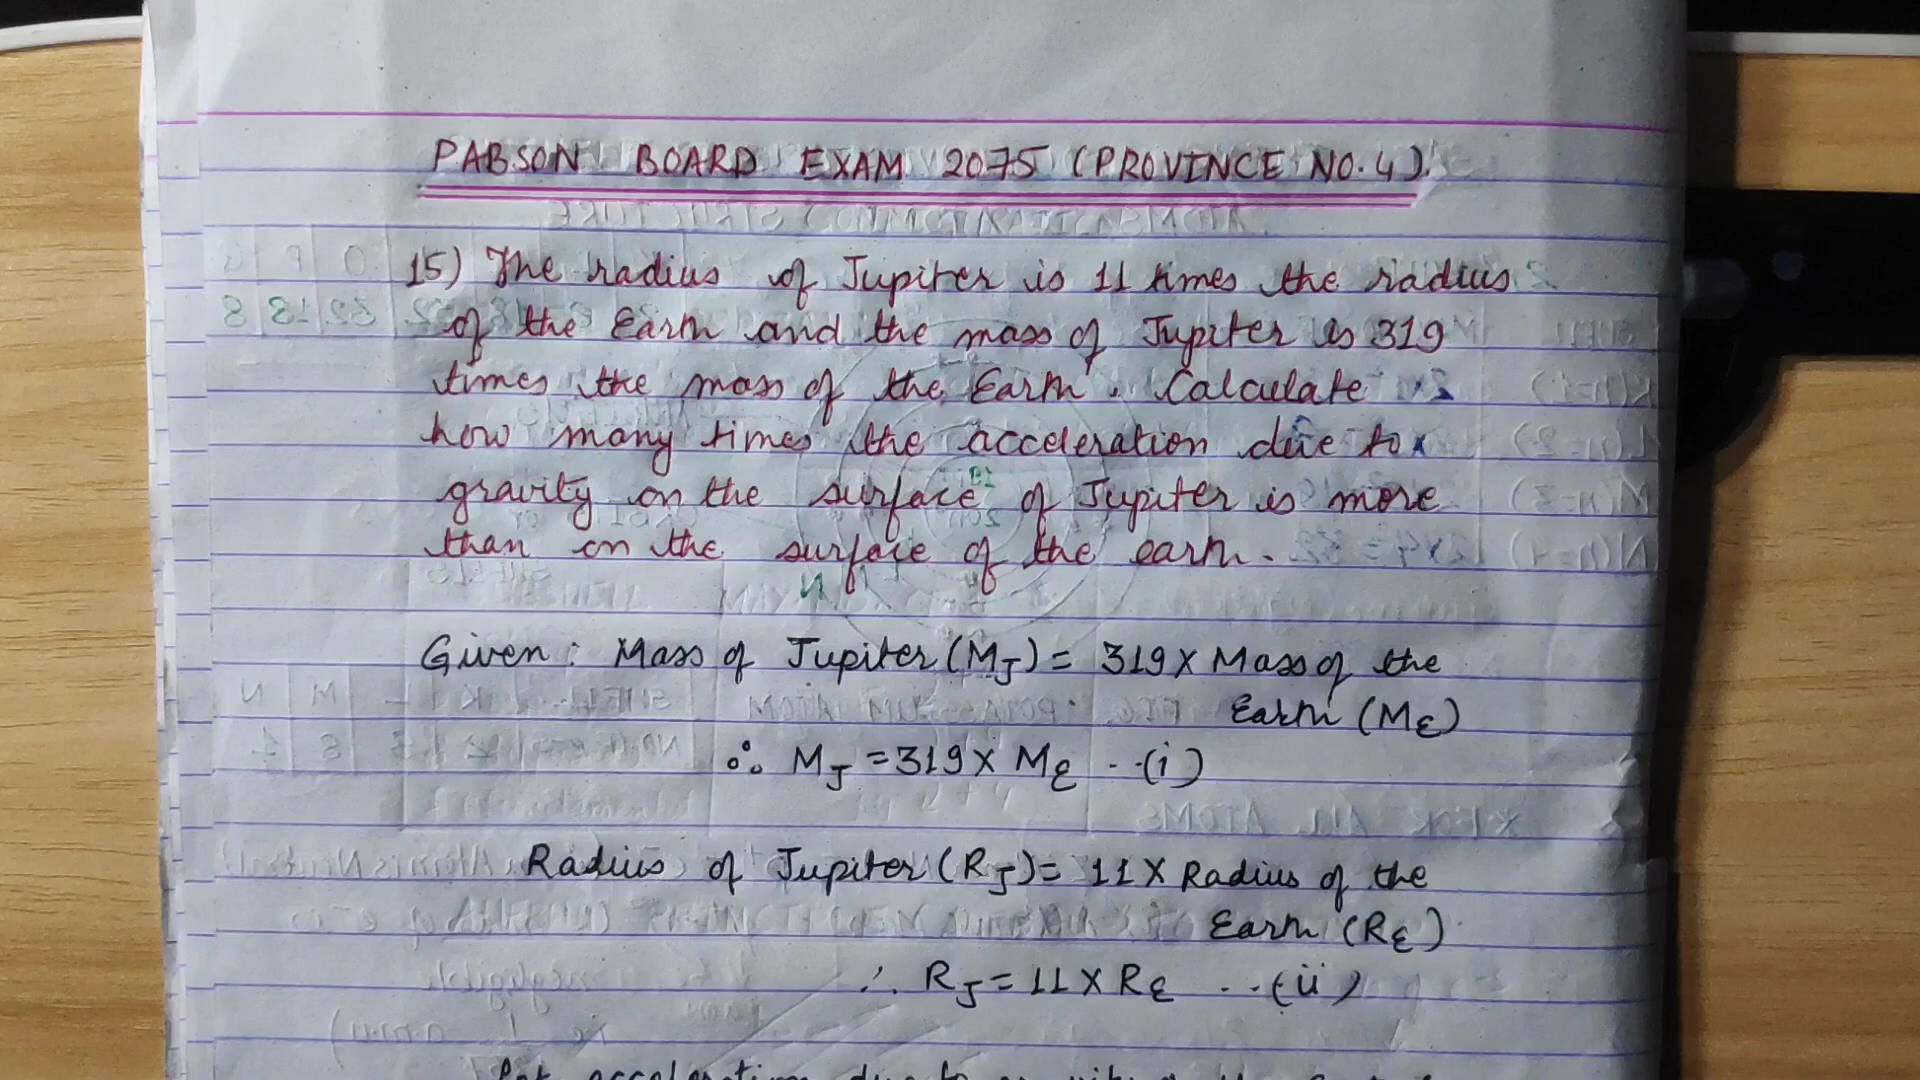 PABSON BOARD EXAM 2075 (PROVINCE NO.4).
15) The radius of Jupiter is 11 times the radius
of the Earth and the mass of Jupiter is 319
times the mass of the Earth. Calculate
how many times the acceleration due to
gravity on the surface of Jupiter is more
than on the surface of the earth.
Given: Mass of Jupiter (MJ) = 319 X Mass of the
Earth (ME)
∴ MJ = 319 X ME --(i)
Radius of Jupiter (RJ) = 11 X Radius of the
Earth (RE)
∴ RJ = 11 X RE --(ii)